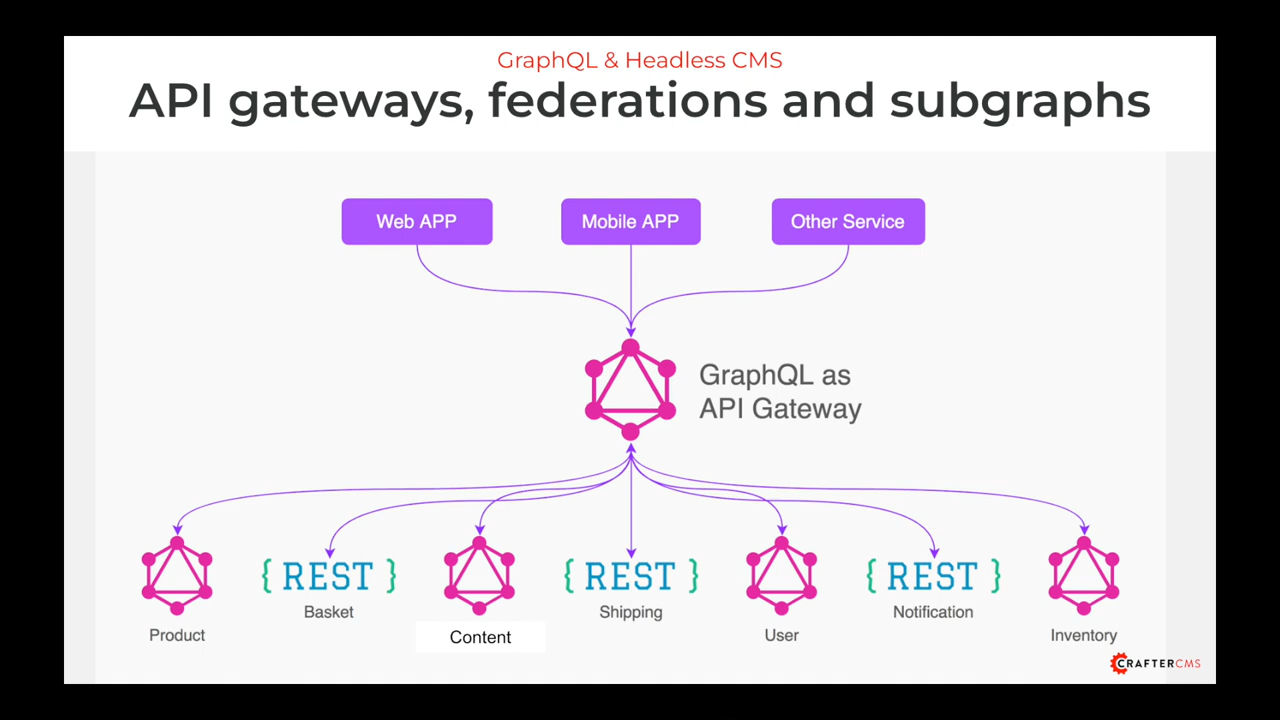 GraphQL & Headless CMS
API gateways, federations and subgraphs
Web APP
Mobile APP
Other Service
GraphQL as
API Gateway
{ REST }
{ REST }
{ REST }
Basket
Shipping
Notification
Product
Content
User
Inventory
CRAFTERCMS